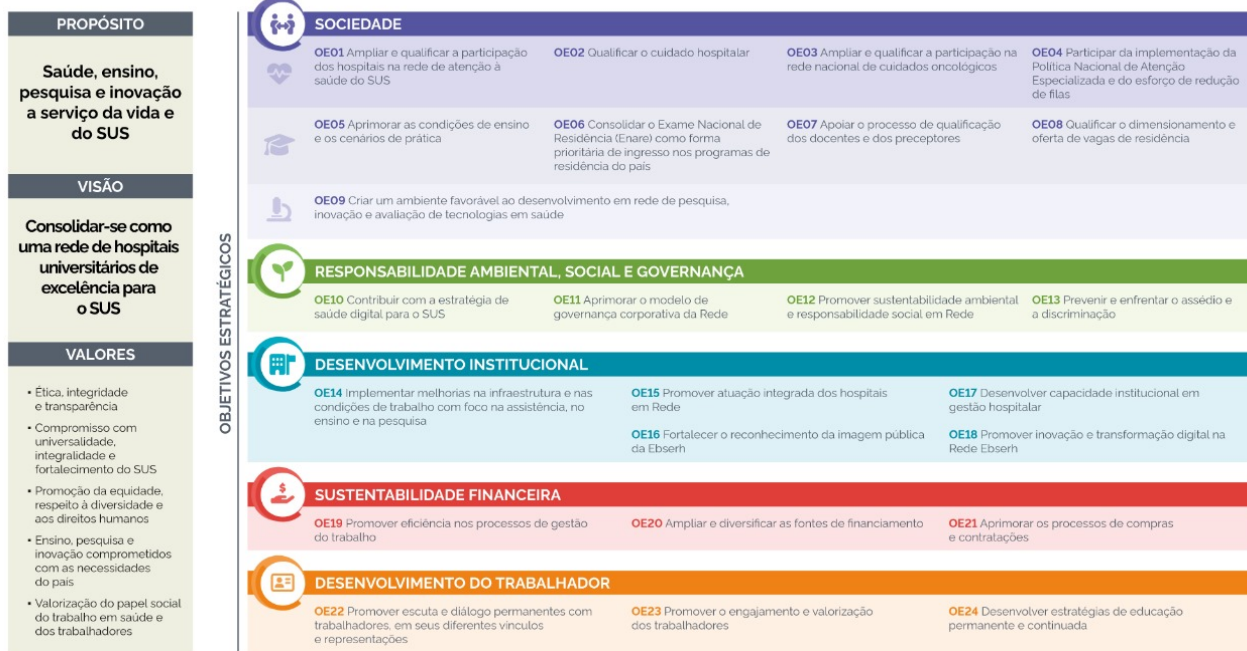 PROPÓSITO
Saúde, ensino,
pesquisa e inovação
a serviço da vida e
do SUS
VISÃO
Consolidar-se como
uma rede de hospitais
universitários de
excelência para
o SUS
VALORES
▪ Ética, integridade
e transparência
▪ Compromisso com
universalidade,
integralidade e
fortalecimento do SUS
▪ Promoção da equidade,
respeito à diversidade e
aos direitos humanos
▪ Ensino, pesquisa e
inovação comprometidos
com as necessidades
do país
▪ Valorização do papel social
do trabalho em saúde e
dos trabalhadores
OBJETIVOS ESTRATÉGICOS
SOCIEDADE
OE01 Ampliar e qualificar a participação
dos hospitais na rede de atenção à
saúde do SUS
OE02 Qualificar o cuidado hospitalar
OE03 Ampliar e qualificar a participação na
rede nacional de cuidados oncológicos
OE04 Participar da implementação da
Política Nacional de Atenção
Especializada e do esforço de redução
de filas
OE05 Aprimorar as condições de ensino
e os cenários de prática
OE06 Consolidar o Exame Nacional de
Residência (Enare) como forma
prioritária de ingresso nos programas de
residência do país
OE07 Apoiar o processo de qualificação
dos docentes e dos preceptores
OE08 Qualificar o dimensionamento e
oferta de vagas de residência
OE09 Criar um ambiente favorável ao desenvolvimento em rede de pesquisa,
inovação e avaliação de tecnologias em saúde
RESPONSABILIDADE AMBIENTAL, SOCIAL E GOVERNANÇA
OE10 Contribuir com a estratégia de
saúde digital para o SUS
OE11 Aprimorar o modelo de
governança corporativa da Rede
OE12 Promover sustentabilidade ambiental
e responsabilidade social em Rede
OE13 Prevenir e enfrentar o assédio e
a discriminação
DESENVOLVIMENTO INSTITUCIONAL
OE14 Implementar melhorias na infraestrutura e nas
condições de trabalho com foco na assistência, no
ensino e na pesquisa
OE15 Promover atuação integrada dos hospitais
em Rede
OE16 Fortalecer o reconhecimento da imagem pública
da Ebserh
OE17 Desenvolver capacidade institucional em
gestão hospitalar
OE18 Promover inovação e transformação digital na
Rede Ebserh
$
SUSTENTABILIDADE FINANCEIRA
OE19 Promover eficiência nos processos de gestão
do trabalho
OE20 Ampliar e diversificar as fontes de financiamento
OE21 Aprimorar os processos de compras
e contratações
DESENVOLVIMENTO DO TRABALHADOR
OE22 Promover escuta e diálogo permanentes com
trabalhadores, em seus diferentes vínculos
e representações
OE23 Promover o engajamento e valorização
dos trabalhadores
OE24 Desenvolver estratégias de educação
permanente e continuada